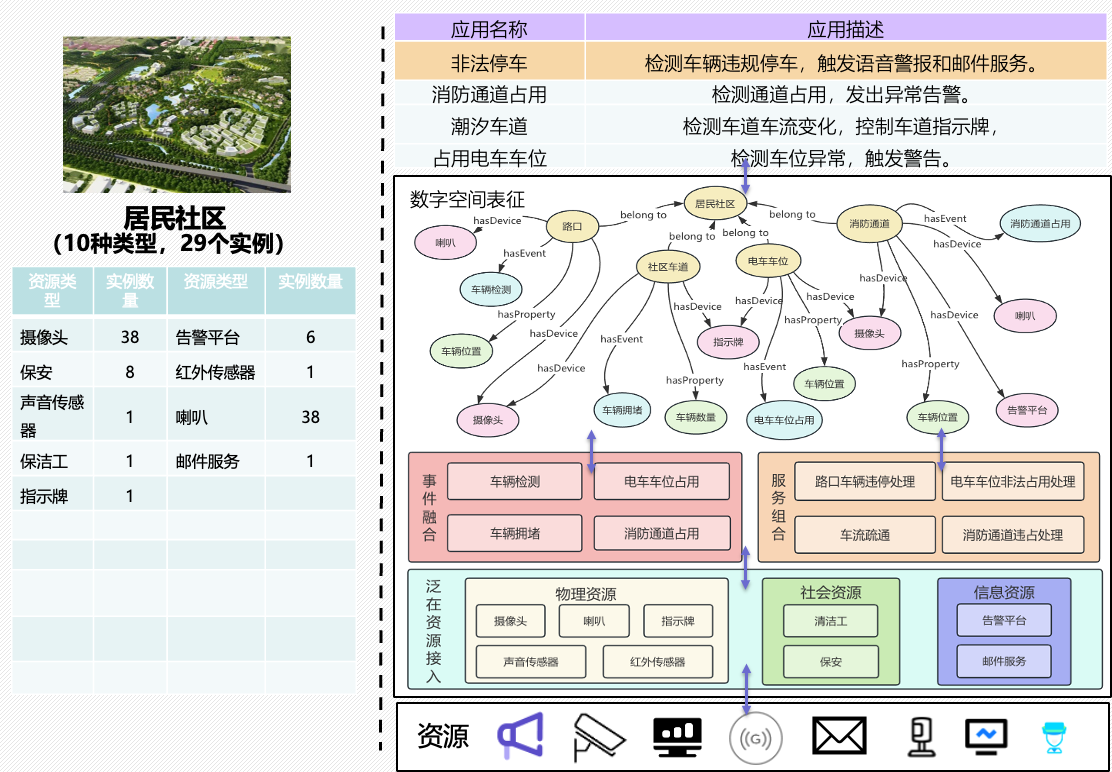 居民社区
(10种类型，29个实例)
资源类型 实例数量 资源类型 实例数量
摄像头 38 告警平台 6
保安 8 红外传感器 1
声音传感器 1 喇叭 38
保洁工 1 邮件服务 1
指示牌 1
应用名称 应用描述
非法停车 检测车辆违规停车，触发语音警报和邮件服务。
消防通道占用 检测通道占用，发出异常告警。
潮汐车道 检测车道车流变化，控制车道指示牌，
占用电车车位 检测车位异常，触发警告。
数字空间表征
居民社区
路口
社区车道
电车车位
消防通道
belong to
belong to
belong to
belong to
hasDevice
喇叭
hasEvent
车辆检测
hasProperty
车辆位置
hasDevice
hasDevice
摄像头
hasEvent
车辆拥堵
hasProperty
车辆数量
hasDevice
hasDevice
指示牌
hasEvent
电车车位占用
hasProperty
车辆位置
hasDevice
hasDevice
摄像头
hasEvent
消防通道占用
hasDevice
喇叭
hasDevice
告警平台
hasProperty
车辆位置
事件融合
车辆检测
电车车位占用
车辆拥堵
消防通道占用
服务组合
路口车辆违停处理
电车车位非法占用处理
车流疏通
消防通道违占处理
泛在资源接入
物理资源
摄像头
喇叭
指示牌
声音传感器
红外传感器
社会资源
清洁工
保安
信息资源
告警平台
邮件服务
资源
((G))